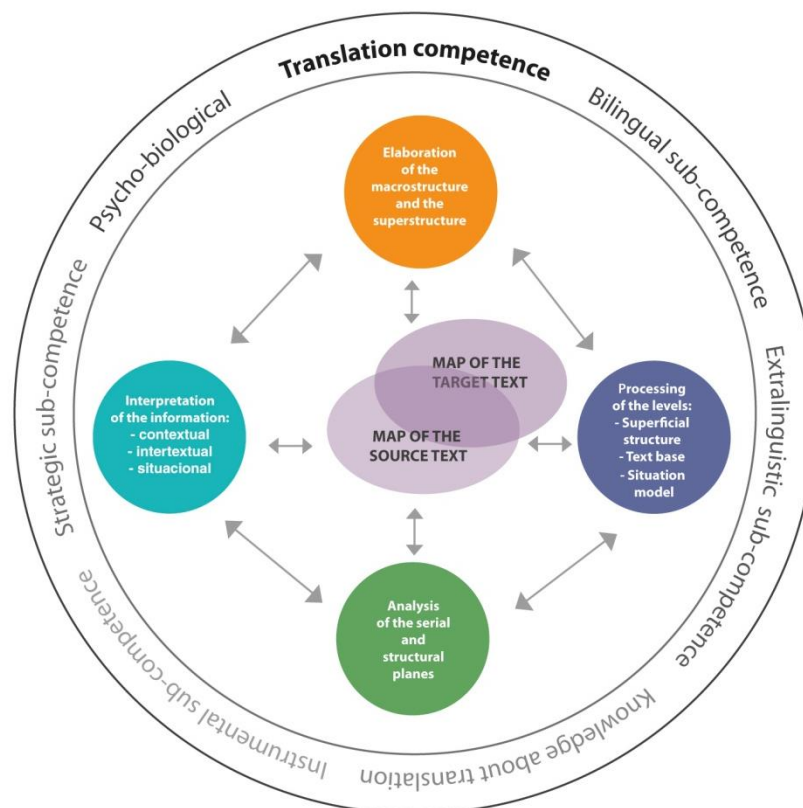 Translation competence
Psycho-biological
Bilingual sub-competence
Strategic sub-competence
Extralinguistic sub-competence
Instrumental sub-competence
Knowledge about translation
Elaboration
of the
macrostructure
and the
superstructure
MAP OF THE
TARGET TEXT
MAP OF THE
SOURCE TEXT
Interpretation
of the information:
- contextual
- intertextual
- situacional
Processing
of the levels:
- Superficial
structure
- Text base
- Situation
model
Analysis
of the serial
and
structural
planes